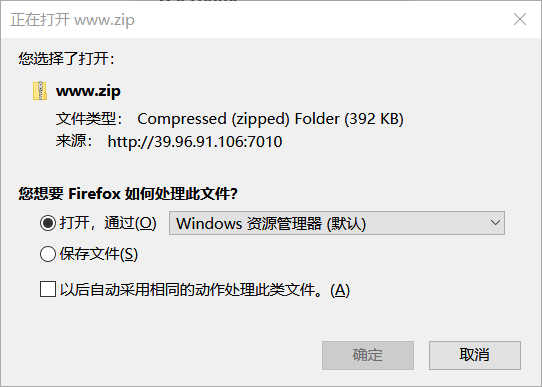 正在打开 www.zip
您选择了打开：
www.zip
文件类型： Compressed (zipped) Folder (392 KB)
来源： http://39.96.91.106:7010
您想要 Firefox 如何处理此文件？
打开，通过(O) Windows 资源管理器 (默认)
保存文件(S)
以后自动采用相同的动作处理此类文件。(A)
确定 取消